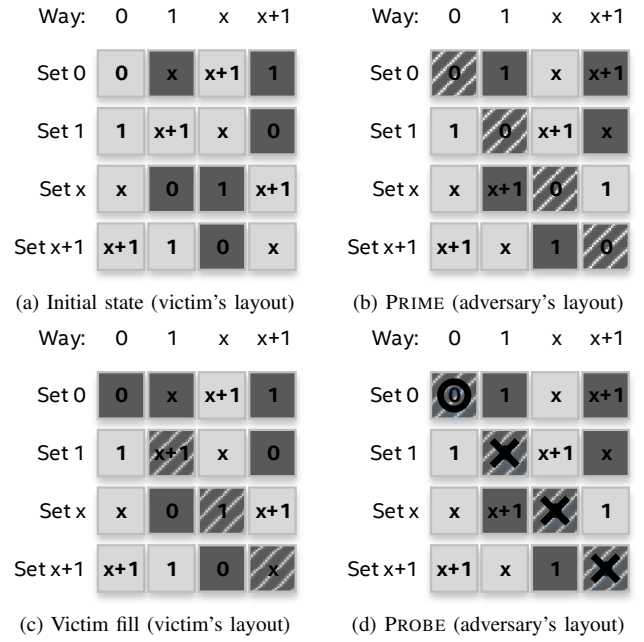 Way: 0 1 x x+1 Way: 0 1 x x+1
Set 0 0 x x+1 1 Set 0 0 1 x x+1
Set 1 1 x+1 x 0 Set 1 1 0 x+1 x
Set x x 0 1 x+1 Set x x x+1 0 1
Set x+1 x+1 1 0 x Set x+1 x+1 x 1 0
(a) Initial state (victim's layout) (b) PRIME (adversary's layout)
Way: 0 1 x x+1 Way: 0 1 x x+1
Set 0 0 x x+1 1 Set 0 0 1 x x+1
Set 1 1 x+1 x 0 Set 1 1 x+1 x
Set x x 0 1 x+1 Set x x x+1 1
Set x+1 x+1 1 0 x Set x+1 x+1 x 1
(c) Victim fill (victim's layout) (d) PROBE (adversary's layout)